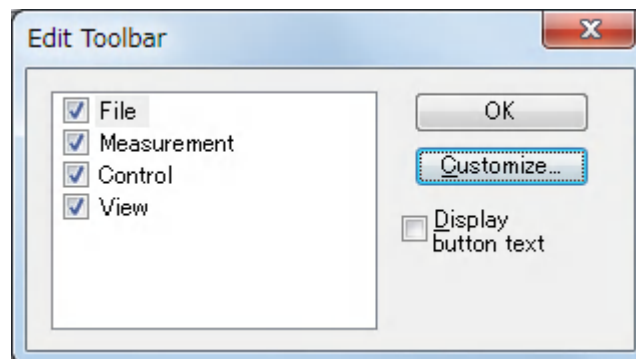 Edit Toolbar
File
Measurement
Control
View
OK
Customize...
Display
button text